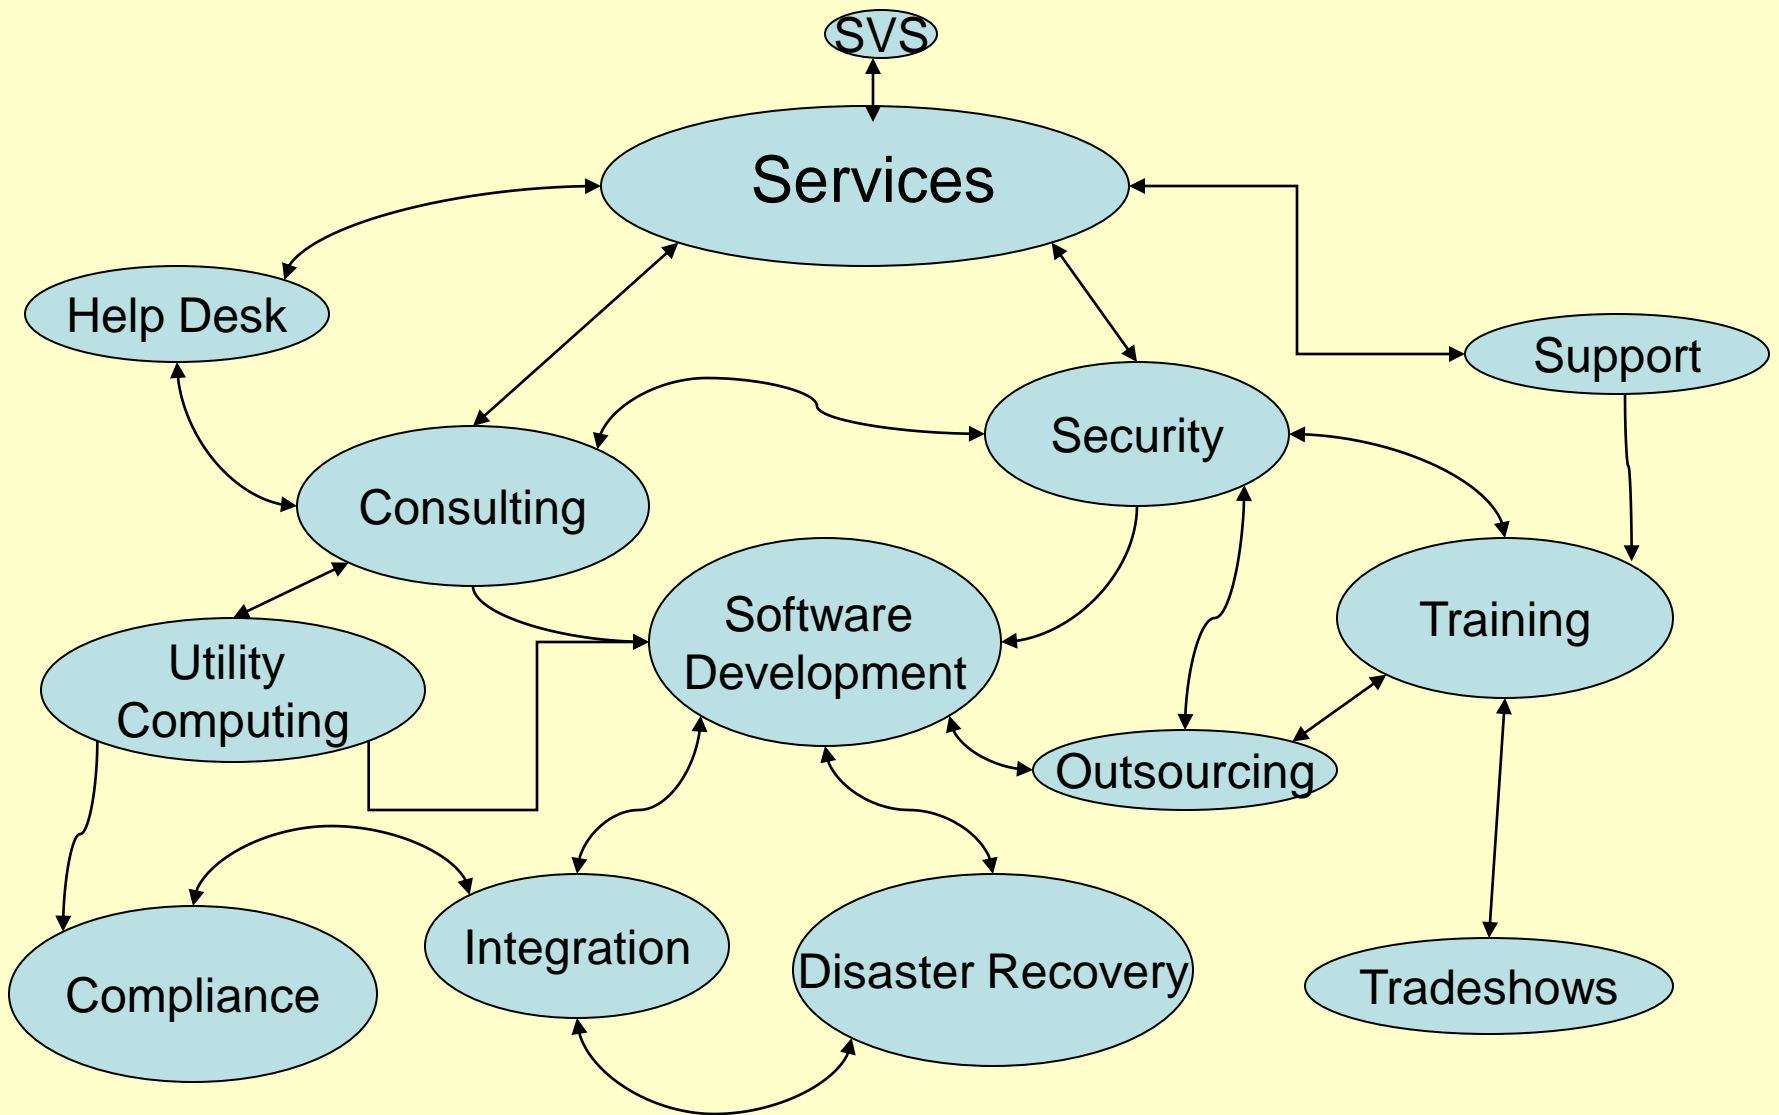 SVS
Services
Help Desk
Support
Security
Consulting
Software
Development
Training
Utility
Computing
Outsourcing
Integration
Disaster Recovery
Tradeshows
Compliance